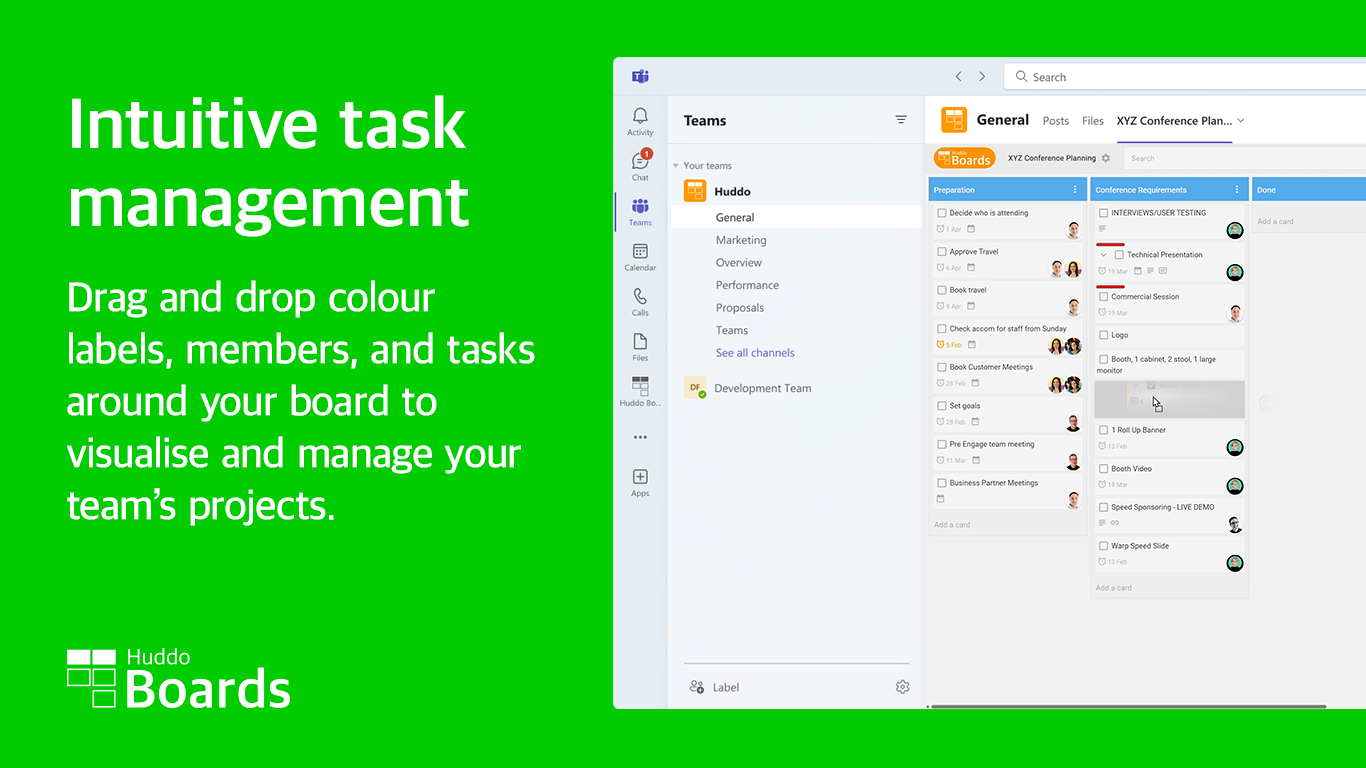 Intuitive task
management
Drag and drop colour
labels, members, and tasks
around your board to
visualise and manage your
team's projects.
Huddo
Boards
Search
Activity
1
Chat
Teams
Calendar
Calls
Files
Huddo Bo...
Apps
Teams
Your teams
Huddo
General
Marketing
Overview
Performance
Proposals
Teams
See all channels
DF
Development Team
Label
General
Posts
Files
XYZ Conference Plan...
Huddo
Boards
XYZ Conference Planning
Search
Preparation
Decide who is attending
1 Apr
Approve Travel
6 Apr
Book travel
9 Apr
Check accom for staff from Sunday
5 Feb
Book Customer Meetings
28 Feb
Set goals
28 Feb
Pre Engage team meeting
11 Mar
Business Partner Meetings
Add a card
Conference Requirements
INTERVIEWS/USER TESTING
Technical Presentation
19 Mar
Commercial Session
19 Mar
Logo
Booth, 1 cabinet, 2 stool, 1 large
monitor
1 Roll Up Banner
13 Feb
Booth Video
19 Mar
Speed Sponsoring - LIVE DEMO
Warp Speed Slide
13 Feb
Add a card
Done
Add a card